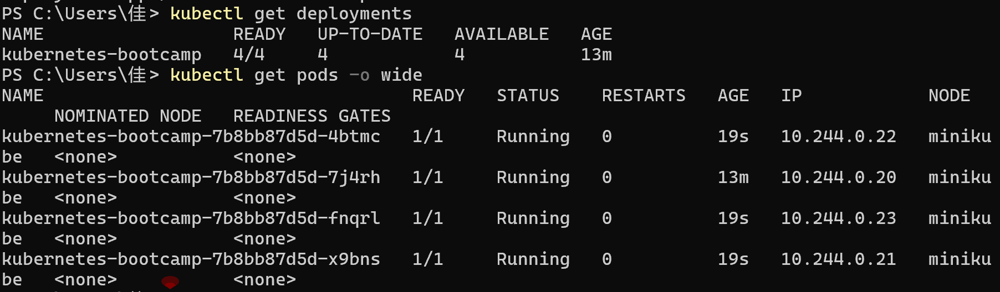 PS C:\Users\佳> kubectl get deployments
NAME                  READY   UP-TO-DATE   AVAILABLE   AGE
kubernetes-bootcamp   4/4     4            4           13m
PS C:\Users\佳> kubectl get pods -o wide
NAME                                   READY   STATUS    RESTARTS   AGE   IP            NODE
     NOMINATED NODE   READINESS GATES
kubernetes-bootcamp-7b8bb87d5d-4btmc   1/1     Running   0          19s   10.244.0.22   miniku
be   <none>           <none>
kubernetes-bootcamp-7b8bb87d5d-7j4rh   1/1     Running   0          13m   10.244.0.20   miniku
be   <none>           <none>
kubernetes-bootcamp-7b8bb87d5d-fnqrl   1/1     Running   0          19s   10.244.0.23   miniku
be   <none>           <none>
kubernetes-bootcamp-7b8bb87d5d-x9bns   1/1     Running   0          19s   10.244.0.21   miniku
be   <none>           <none>